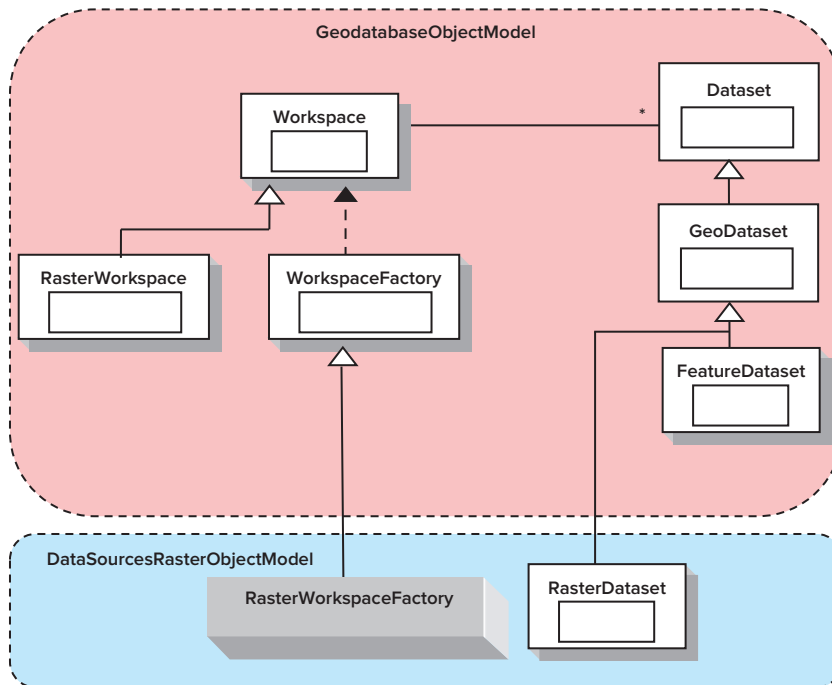 GeodatabaseObjectModel
Dataset
Workspace
*
GeoDataset
RasterWorkspace
WorkspaceFactory
FeatureDataset
DataSourcesRasterObjectModel
RasterWorkspaceFactory
RasterDataset